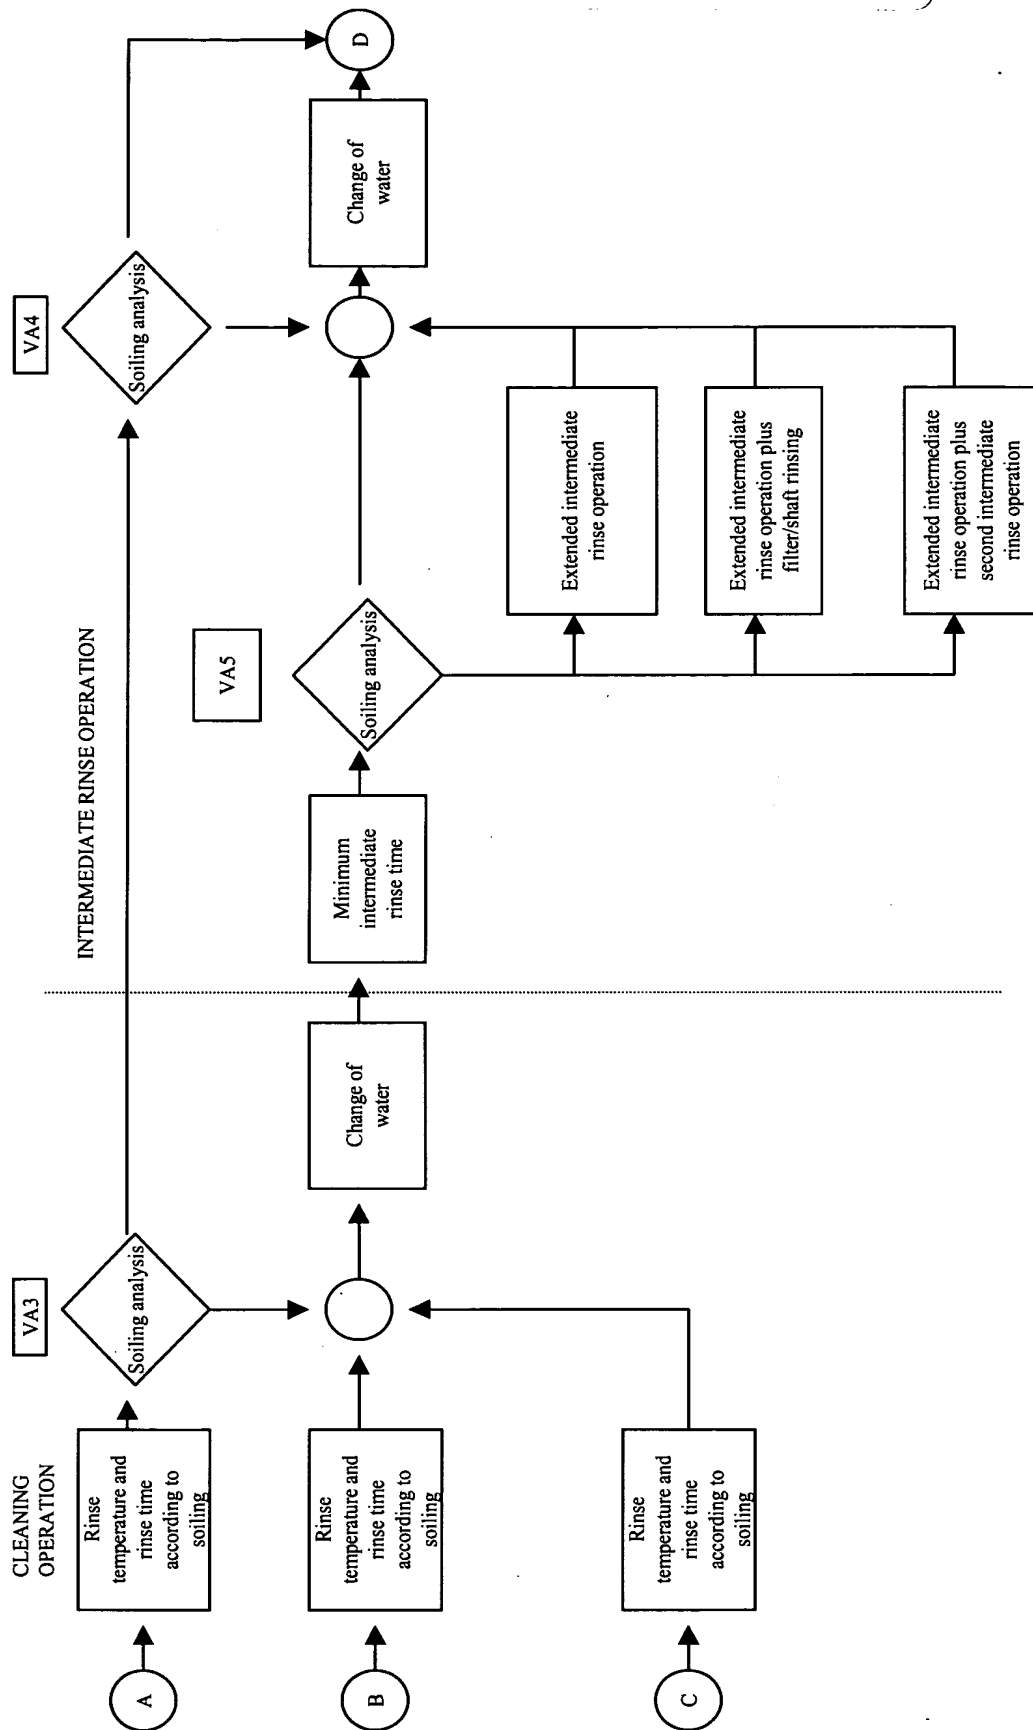 CLEANING
OPERATION
INTERMEDIATE RINSE OPERATION
VA3
VA4
A
Rinse
temperature and
rinse time
according to
soiling
Soiling analysis
Soiling analysis
VA5
B
Rinse
temperature and
rinse time
according to
soiling
Change of
water
Minimum
intermediate
rinse time
Soiling analysis
Change of
water
D
Extended intermediate
rinse operation
C
Rinse
temperature and
rinse time
according to
soiling
Extended intermediate
rinse operation plus
filter/shaft rinsing
Extended intermediate
rinse operation plus
second intermediate
rinse operation